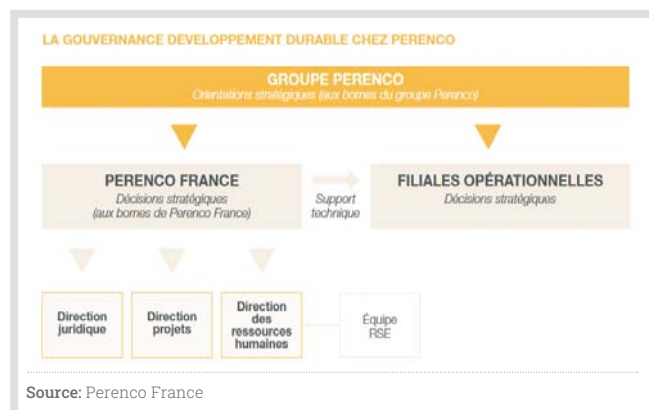 LA GOUVERNANCE DÉVELOPPEMENT DURABLE CHEZ PERENCO
GROUPE PERENCO
Orientations stratégiques (aux bornes du groupe Perenco)
PERENCO FRANCE
Décisions stratégiques
(aux bornes de Perenco France)
Support
technique
FILIALES OPÉRATIONNELLES
Décisions stratégiques
Direction
juridique
Direction
projets
Direction
des
ressources
humaines
Équipe
RSE
Source: Perenco France